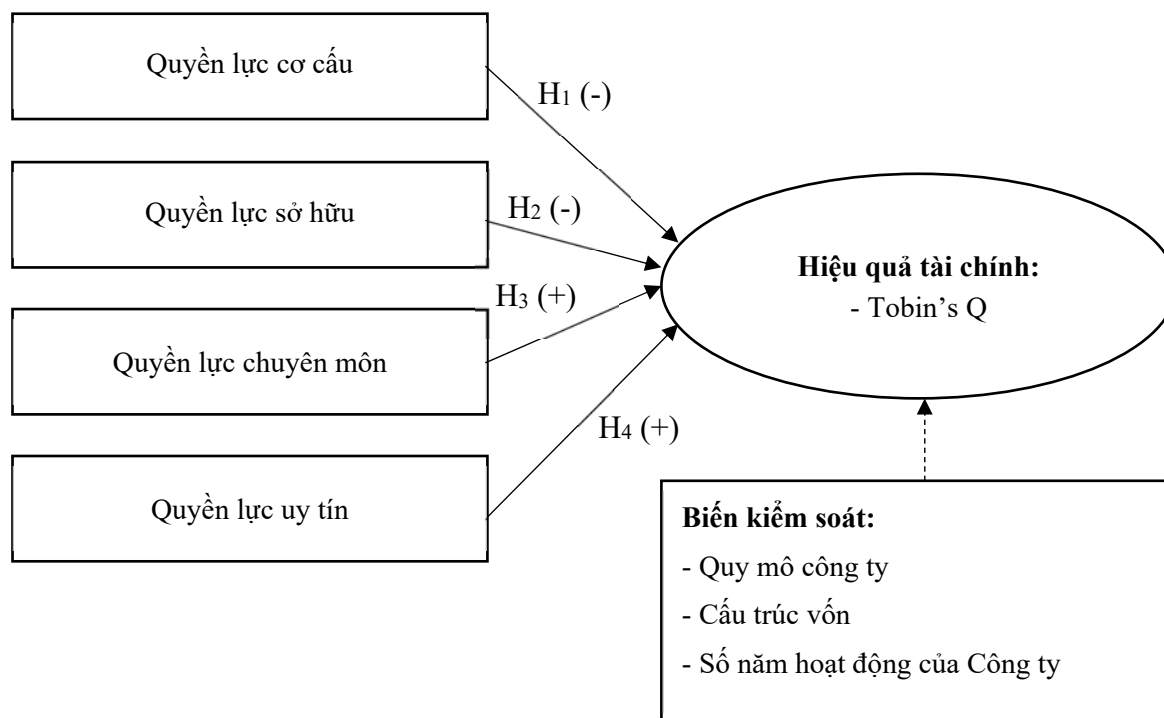 Quyền lực cơ cấu
H1 (-)
Quyền lực sở hữu
H2 (-)
H3 (+)
Quyền lực chuyên môn
H4 (+)
Quyền lực uy tín
Hiệu quả tài chính:
- Tobin’s Q
Biến kiểm soát:
- Quy mô công ty
- Cấu trúc vốn
- Số năm hoạt động của Công ty